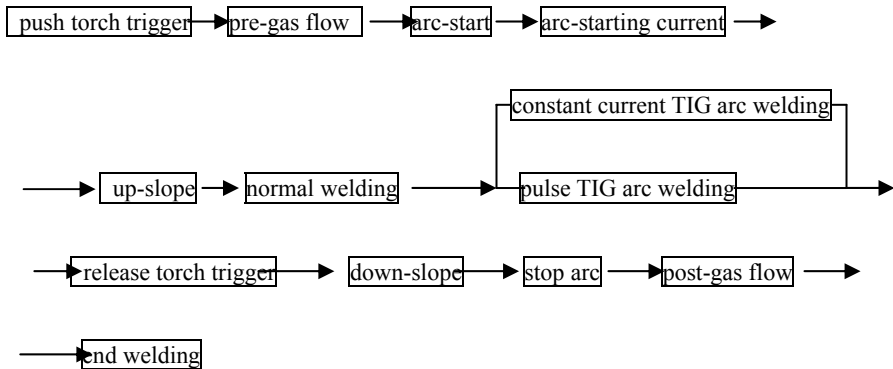 push torch trigger pre-gas flow arc-start arc-starting current
constant current TIG arc welding
up-slope normal welding pulse TIG arc welding
release torch trigger down-slope stop arc post-gas flow
end welding